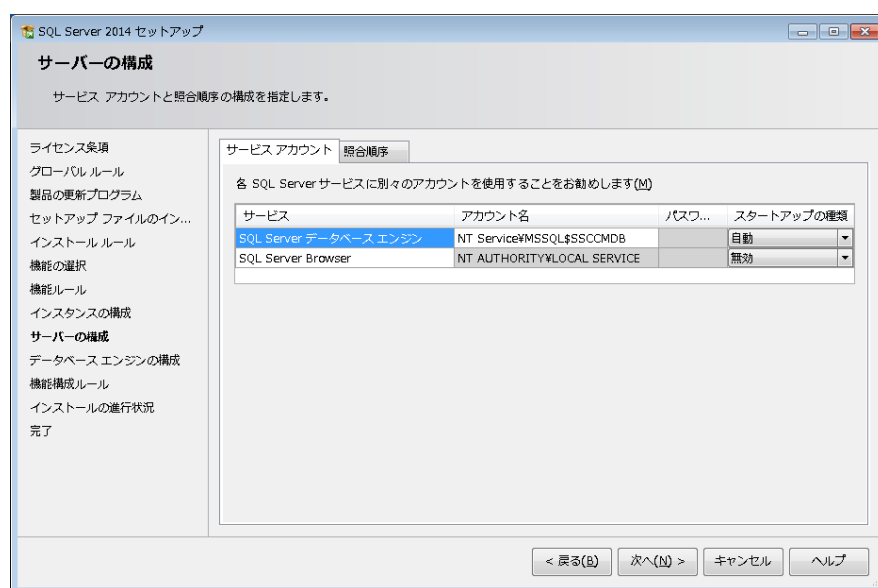 SQL Server 2014 セットアップ
サーバーの構成
サービス アカウントと照合順序の構成を指定します。
ライセンス条項
グローバル ルール
製品の更新プログラム
セットアップ ファイルのイン...
インストール ルール
機能の選択
機能ルール
インスタンスの構成
サーバーの構成
データベース エンジンの構成
機能構成ルール
インストールの進行状況
完了
サービス アカウント 照合順序
各 SQL Server サービスに別々のアカウントを使用することをお勧めします(M)
サービス アカウント名 パスワ... スタートアップの種類
SQL Server データベース エンジン NT Service¥MSSQL$SSCCMDB 自動
SQL Server Browser NT AUTHORITY¥LOCAL SERVICE 無効
< 戻る(B) 次へ(N) > キャンセル ヘルプ